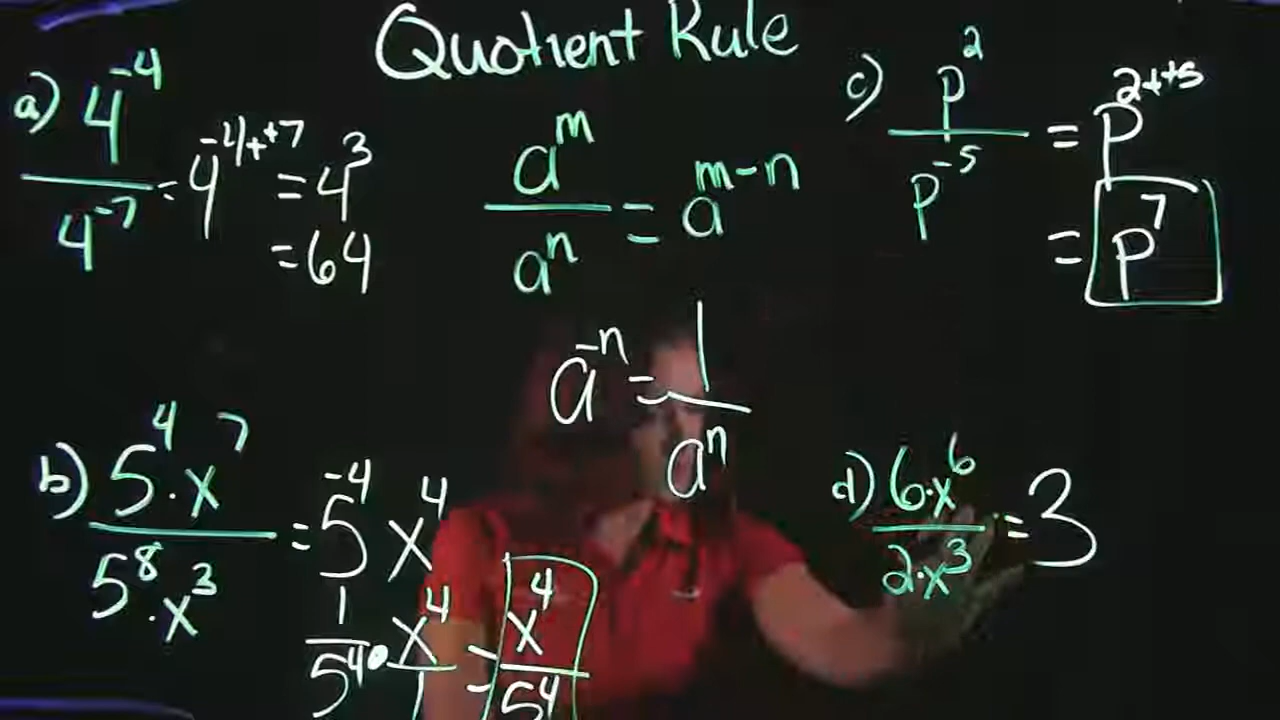 Quotient Rule
a) 4^-4 / 4^-7 = 4^-4+ +7 = 4^3
= 64
a^m / a^n = a^m-n
a^-n = 1 / a^n
c) p^2 / p^-5 = p^2+ +5
= p^7
b) 5^4 · x^7 / 5^8 · x^3 = 5^-4 x^4
1 / 5^4 · x^4 / 1 = x^4 / 5^4
d) 6·x^6 / 2·x^3 = 3